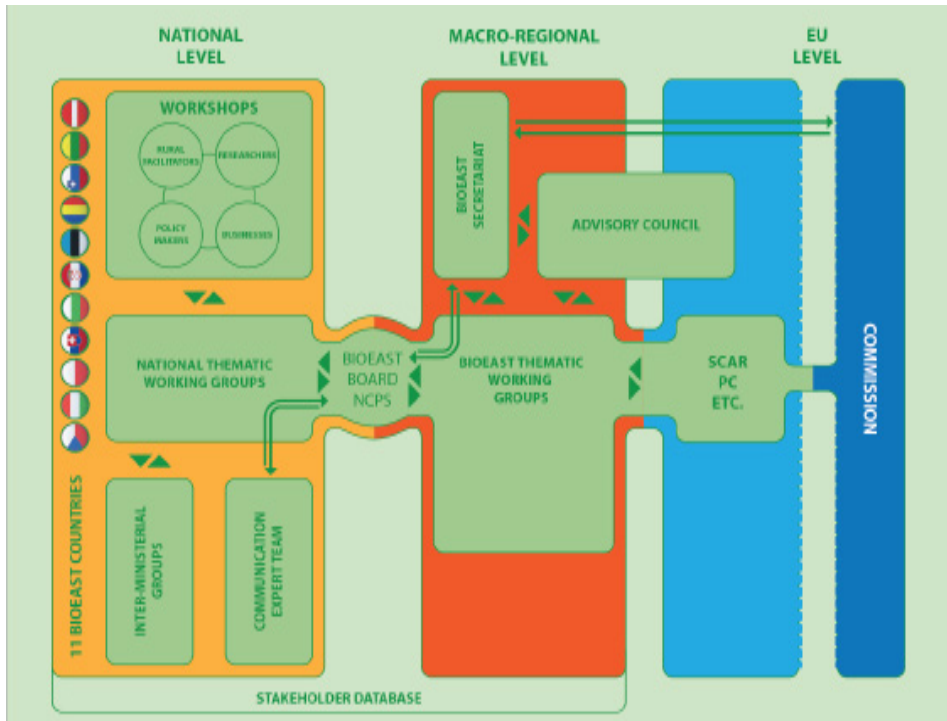 NATIONAL
LEVEL
MACRO-REGIONAL
LEVEL
EU
LEVEL
WORKSHOPS
RURAL
FACILITATORS
RESEARCHERS
POLICY
MAKERS
BUSINESSES
BIOEAST
SECRETARIAT
ADVISORY COUNCIL
NATIONAL THEMATIC
WORKING GROUPS
BIOEAST
BOARD
NCPS
BIOEAST THEMATIC
WORKING
GROUPS
SCAR
PC
ETC.
COMMISSION
11 BIOEAST COUNTRIES
INTER-MINISTERIAL
GROUPS
COMMUNICATION
EXPERT TEAM
STAKEHOLDER DATABASE